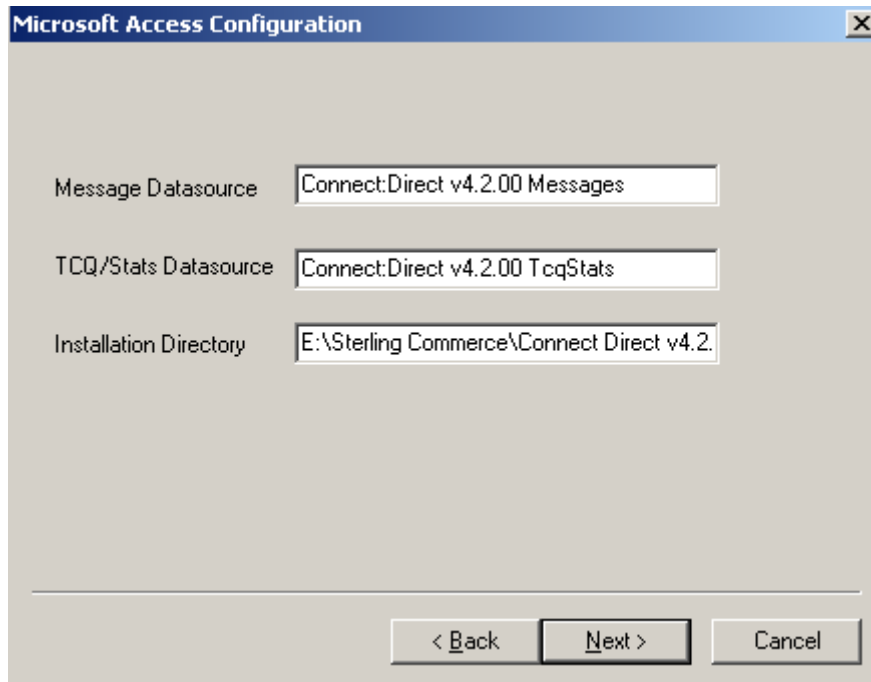 Microsoft Access Configuration
Message Datasource
Connect:Direct v4.2.00 Messages
TCQ/Stats Datasource
Connect:Direct v4.2.00 TcqStats
Installation Directory
E:\Sterling Commerce\Connect Direct v4.2.
< Back
Next >
Cancel